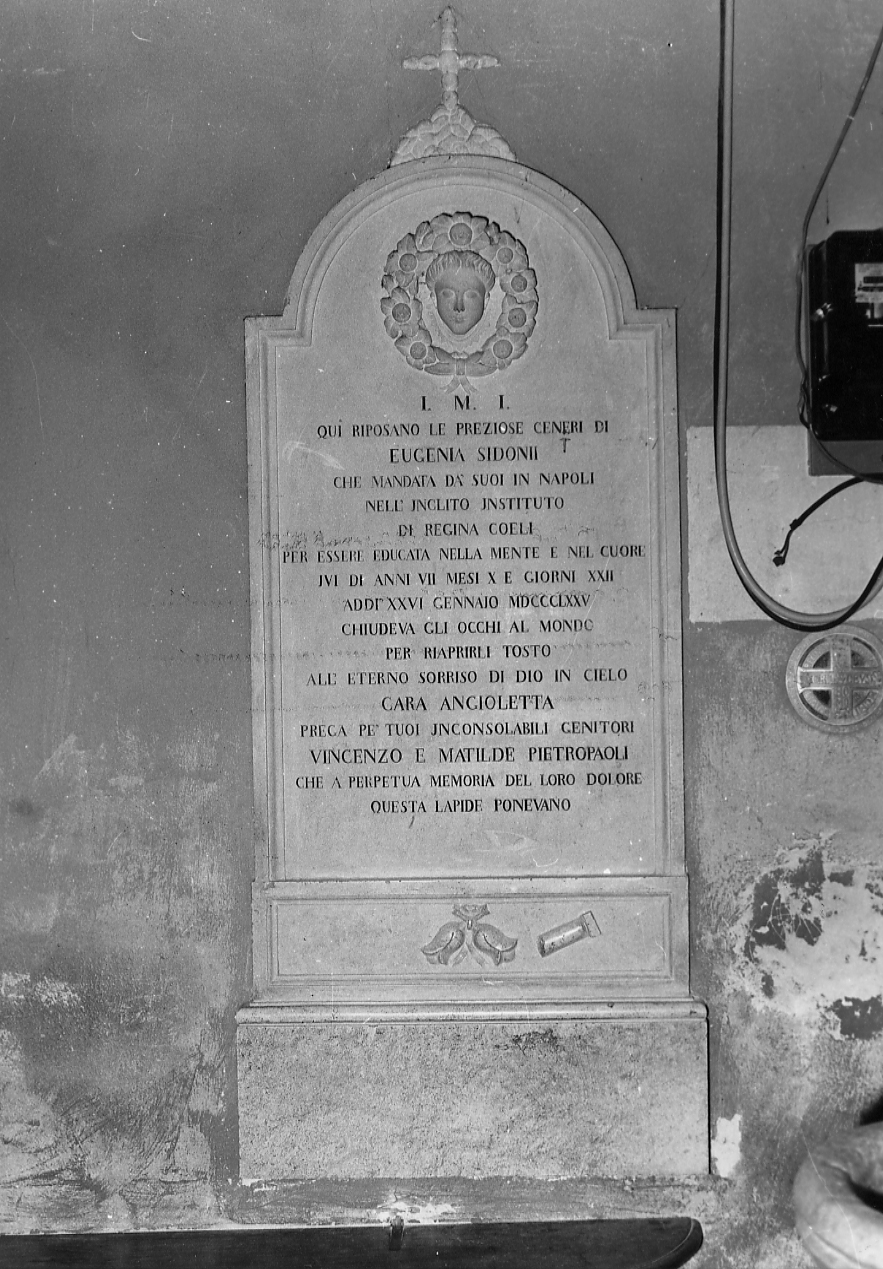 I. M. I.
QUÌ RIPOSANO LE PREZIOSE CENERI DI
EUGENIA SIDONII
CHE MANDATA DA' SUOI IN NAPOLI
NELL' JNCLITO JNSTITUTO
DI REGINA COELI
PER ESSERE EDUCATA NELLA MENTE E NEL CUORE
JVI DI ANNI VII MESI X E GIORNI XXII
ADDI' XXVI GENNAIO MDCCCLXXV
CHIUDEVA GLI OCCHI AL MONDO
PER RIAPRIRLI TOSTO
ALL' ETERNO SORRISO DI DIO IN CIELO
CARA ANGIOLETTA
PREGA PE' TUOI JNCONSOLABILI GENITORI
VINCENZO E MATILDE PIETROPAOLI
CHE A PERPETUA MEMORIA DEL LORO DOLORE
QUESTA LAPIDE PONEVANO